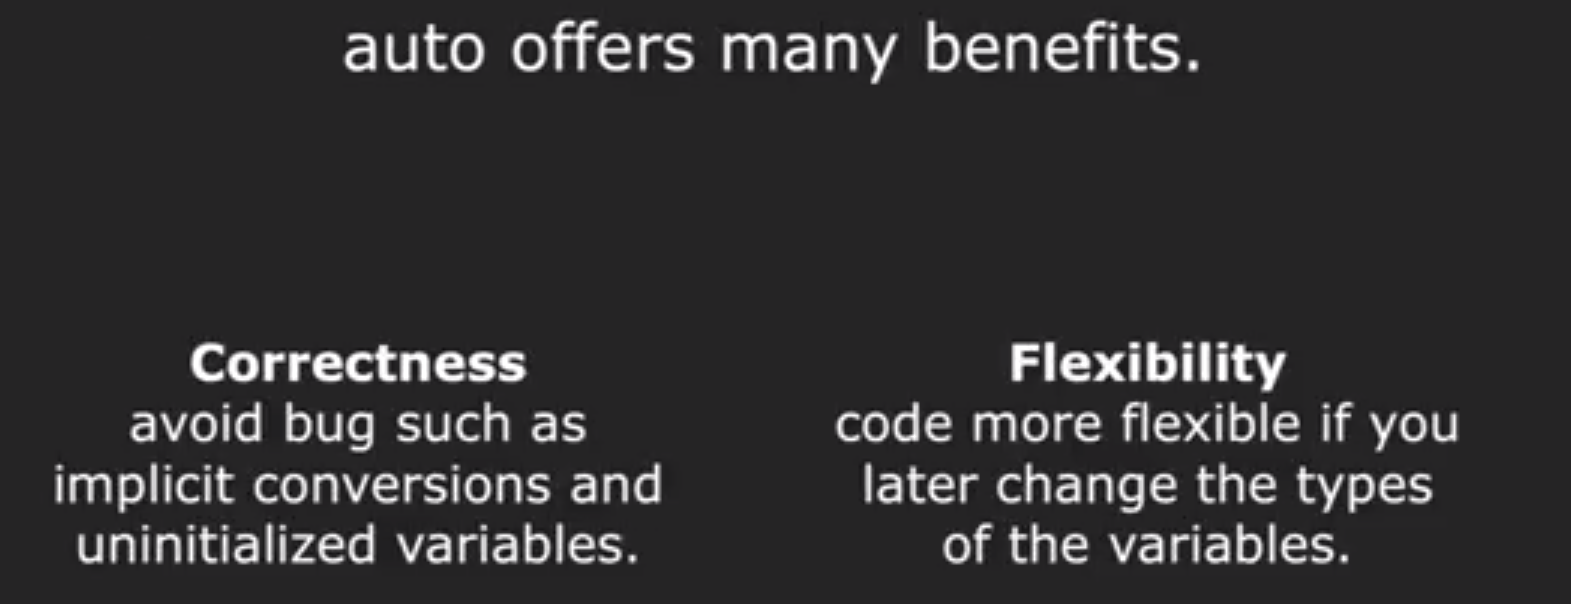 auto offers many benefits.
Correctness
avoid bug such as
implicit conversions and
uninitialized variables.
Flexibility
code more flexible if you
later change the types
of the variables.